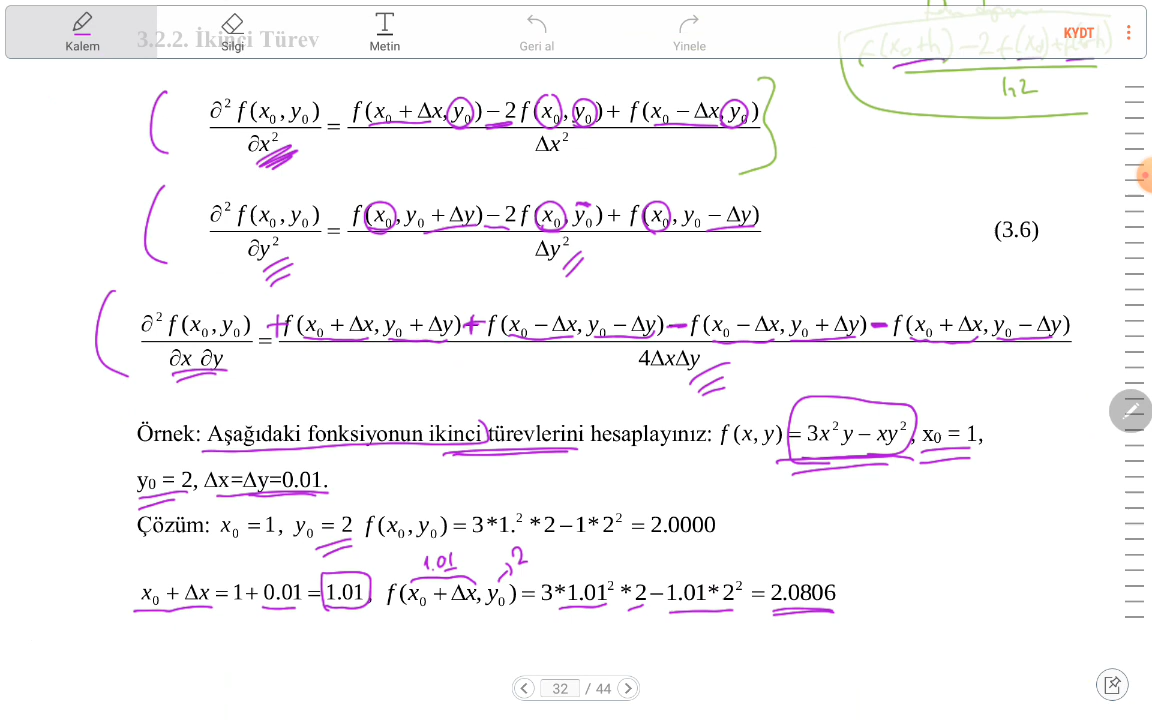 Kalem
Silgi
Metin
Geri al
Yinele
KYDT
3.2.2. İkinci Türev
f(x₀+h)−2f(x₀)+f(x₀-h)
h2
∂² f(x₀, y₀) / ∂x² = f(x₀ + Δx, y₀) − 2f(x₀, y₀) + f(x₀ − Δx, y₀) / Δx²
∂² f(x₀, y₀) / ∂y² = f(x₀, y₀ + Δy) − 2f(x₀, y₀) + f(x₀, y₀ − Δy) / Δy² (3.6)
∂² f(x₀, y₀) / ∂x ∂y = +f(x₀ + Δx, y₀ + Δy) + f(x₀ − Δx, y₀ − Δy) − f(x₀ − Δx, y₀ + Δy) − f(x₀ + Δx, y₀ − Δy) / 4ΔxΔy
Örnek: Aşağıdaki fonksiyonun ikinci türevlerini hesaplayınız: f(x, y) = 3x²y − xy², x₀ = 1,
y₀ = 2, Δx=Δy=0.01.
Çözüm: x₀ = 1, y₀ = 2 f(x₀, y₀) = 3*1.² *2 − 1*2² = 2.0000
1.01 2
x₀ + Δx = 1 + 0.01 = 1.01, f(x₀ + Δx, y₀) = 3*1.01² *2 − 1.01*2² = 2.0806
32 / 44